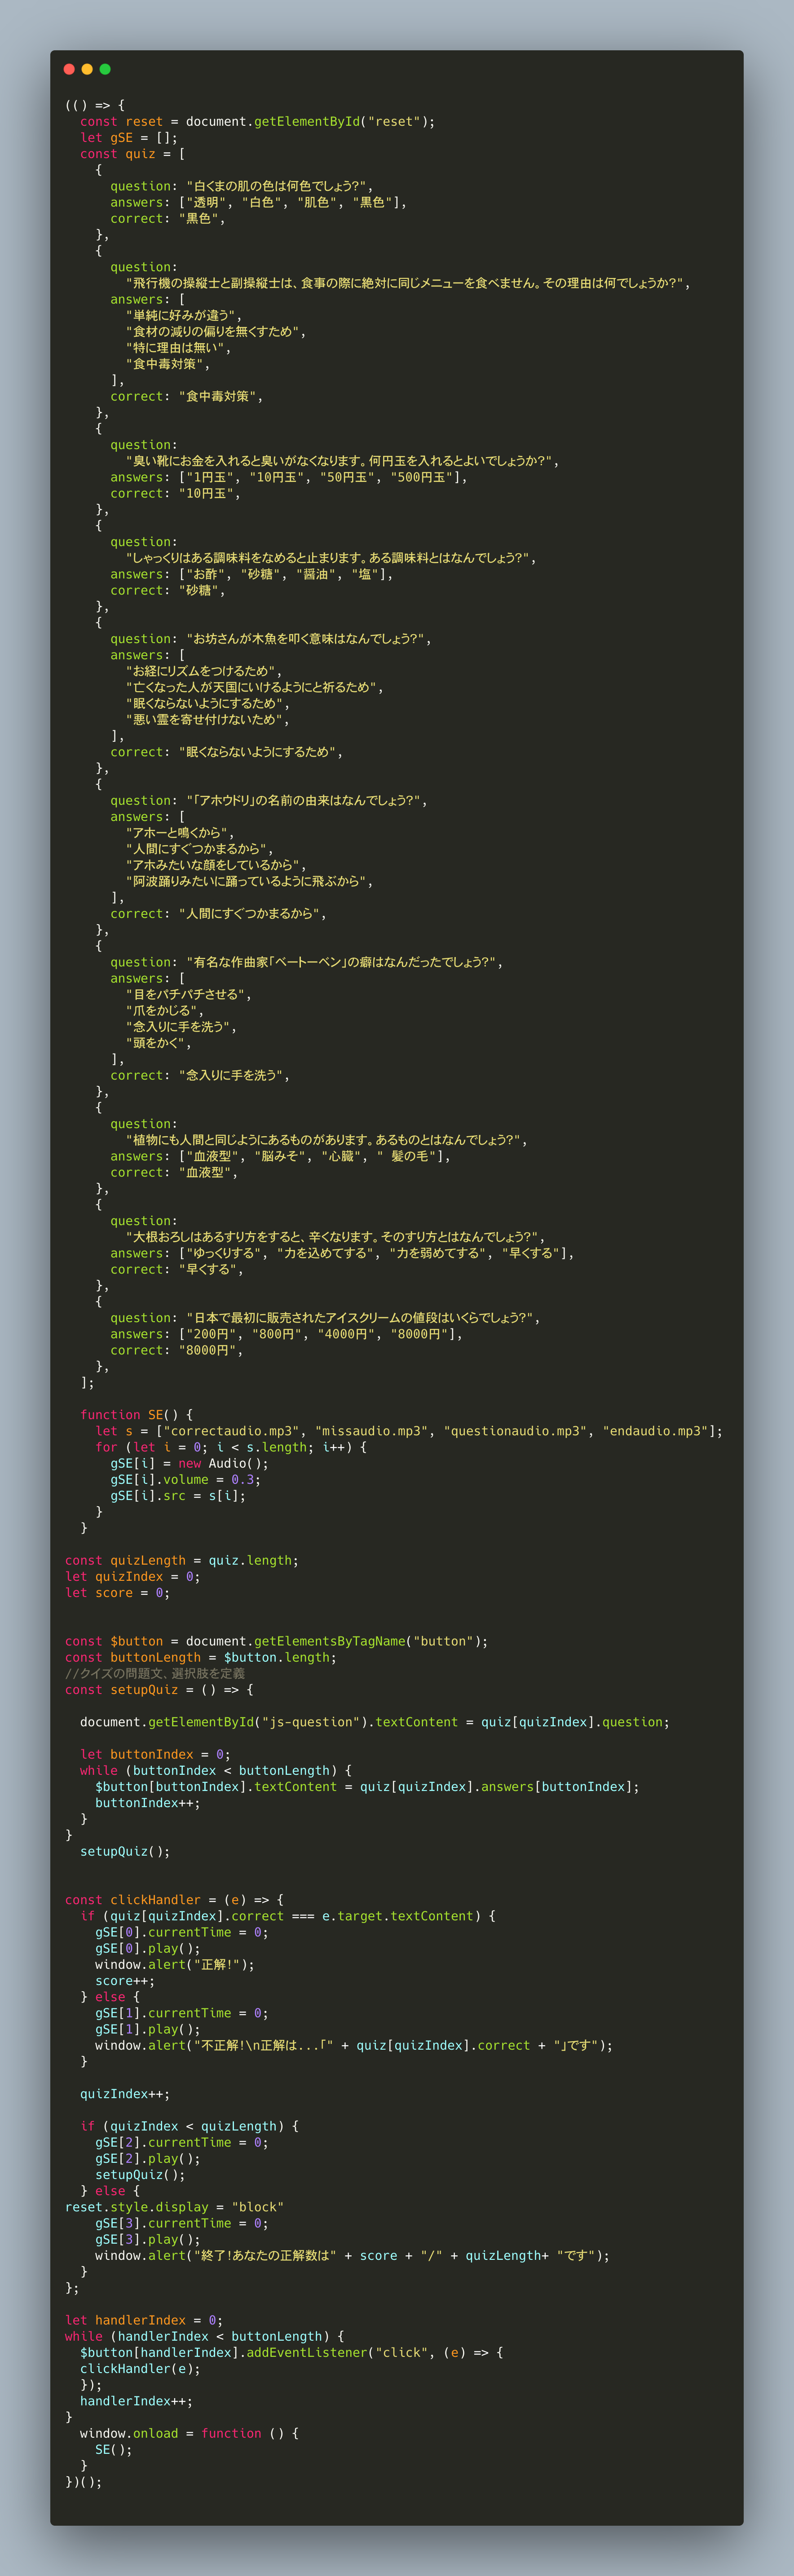 (() => {
  const reset = document.getElementById("reset");
  let gSE = [];
  const quiz = [
    {
      question: "白くまの肌の色は何色でしょう?",
      answers: ["透明", "白色", "肌色", "黒色"],
      correct: "黒色",
    },
    {
      question:
        "飛行機の操縦士と副操縦士は、食事の際に絶対に同じメニューを食べません。その理由は何でしょうか?",
      answers: [
        "単純に好みが違う",
        "食材の減りの偏りを無くすため",
        "特に理由は無い",
        "食中毒対策",
      ],
      correct: "食中毒対策",
    },
    {
      question:
        "臭い靴にお金を入れると臭いがなくなります。何円玉を入れるとよいでしょうか?",
      answers: ["1円玉", "10円玉", "50円玉", "500円玉"],
      correct: "10円玉",
    },
    {
      question:
        "しゃっくりはある調味料をなめると止まります。ある調味料とはなんでしょう?",
      answers: ["お酢", "砂糖", "醤油", "塩"],
      correct: "砂糖",
    },
    {
      question: "お坊さんが木魚を叩く意味はなんでしょう?",
      answers: [
        "お経にリズムをつけるため",
        "亡くなった人が天国にいけるようにと祈るため",
        "眠くならないようにするため",
        "悪い霊を寄せ付けないため",
      ],
      correct: "眠くならないようにするため",
    },
    {
      question: "「アホウドリ」の名前の由来はなんでしょう?",
      answers: [
        "アホーと鳴くから",
        "人間にすぐつかまるから",
        "アホみたいな顔をしているから",
        "阿波踊りみたいに踊っているように飛ぶから",
      ],
      correct: "人間にすぐつかまるから",
    },
    {
      question: "有名な作曲家「ベートーベン」の癖はなんだったでしょう?",
      answers: [
        "目をパチパチさせる",
        "爪をかじる",
        "念入りに手を洗う",
        "頭をかく",
      ],
      correct: "念入りに手を洗う",
    },
    {
      question:
        "植物にも人間と同じようにあるものがあります。あるものとはなんでしょう?",
      answers: ["血液型", "脳みそ", "心臓", " 髪の毛"],
      correct: "血液型",
    },
    {
      question:
        "大根おろしはあるすり方をすると、辛くなります。そのすり方とはなんでしょう?",
      answers: ["ゆっくりする", "力を込めてする", "力を弱めてする", "早くする"],
      correct: "早くする",
    },
    {
      question: "日本で最初に販売されたアイスクリームの値段はいくらでしょう?",
      answers: ["200円", "800円", "4000円", "8000円"],
      correct: "8000円",
    },
  ];

  function SE() {
    let s = ["correctaudio.mp3", "missaudio.mp3", "questionaudio.mp3", "endaudio.mp3"];
    for (let i = 0; i < s.length; i++) {
      gSE[i] = new Audio();
      gSE[i].volume = 0.3;
      gSE[i].src = s[i];
    }
  }

const quizLength = quiz.length;
let quizIndex = 0;
let score = 0;


const $button = document.getElementsByTagName("button");
const buttonLength = $button.length;
//クイズの問題文、選択肢を定義
const setupQuiz = () => {

  document.getElementById("js-question").textContent = quiz[quizIndex].question;

  let buttonIndex = 0;
  while (buttonIndex < buttonLength) {
    $button[buttonIndex].textContent = quiz[quizIndex].answers[buttonIndex];
    buttonIndex++;
  }
}
  setupQuiz();


const clickHandler = (e) => {
  if (quiz[quizIndex].correct === e.target.textContent) {
    gSE[0].currentTime = 0;
    gSE[0].play();
    window.alert("正解!");
    score++;
  } else {
    gSE[1].currentTime = 0;
    gSE[1].play();
    window.alert("不正解!\n正解は...「" + quiz[quizIndex].correct + "」です");
  }

  quizIndex++;

  if (quizIndex < quizLength) {
    gSE[2].currentTime = 0;
    gSE[2].play();
    setupQuiz();
  } else {
reset.style.display = "block"
    gSE[3].currentTime = 0;
    gSE[3].play();
    window.alert("終了!あなたの正解数は" + score + "/" + quizLength+ "です");
  }
};

let handlerIndex = 0;
while (handlerIndex < buttonLength) {
  $button[handlerIndex].addEventListener("click", (e) => {
  clickHandler(e);
  });
  handlerIndex++;
}
  window.onload = function () {
    SE();
  }
})();